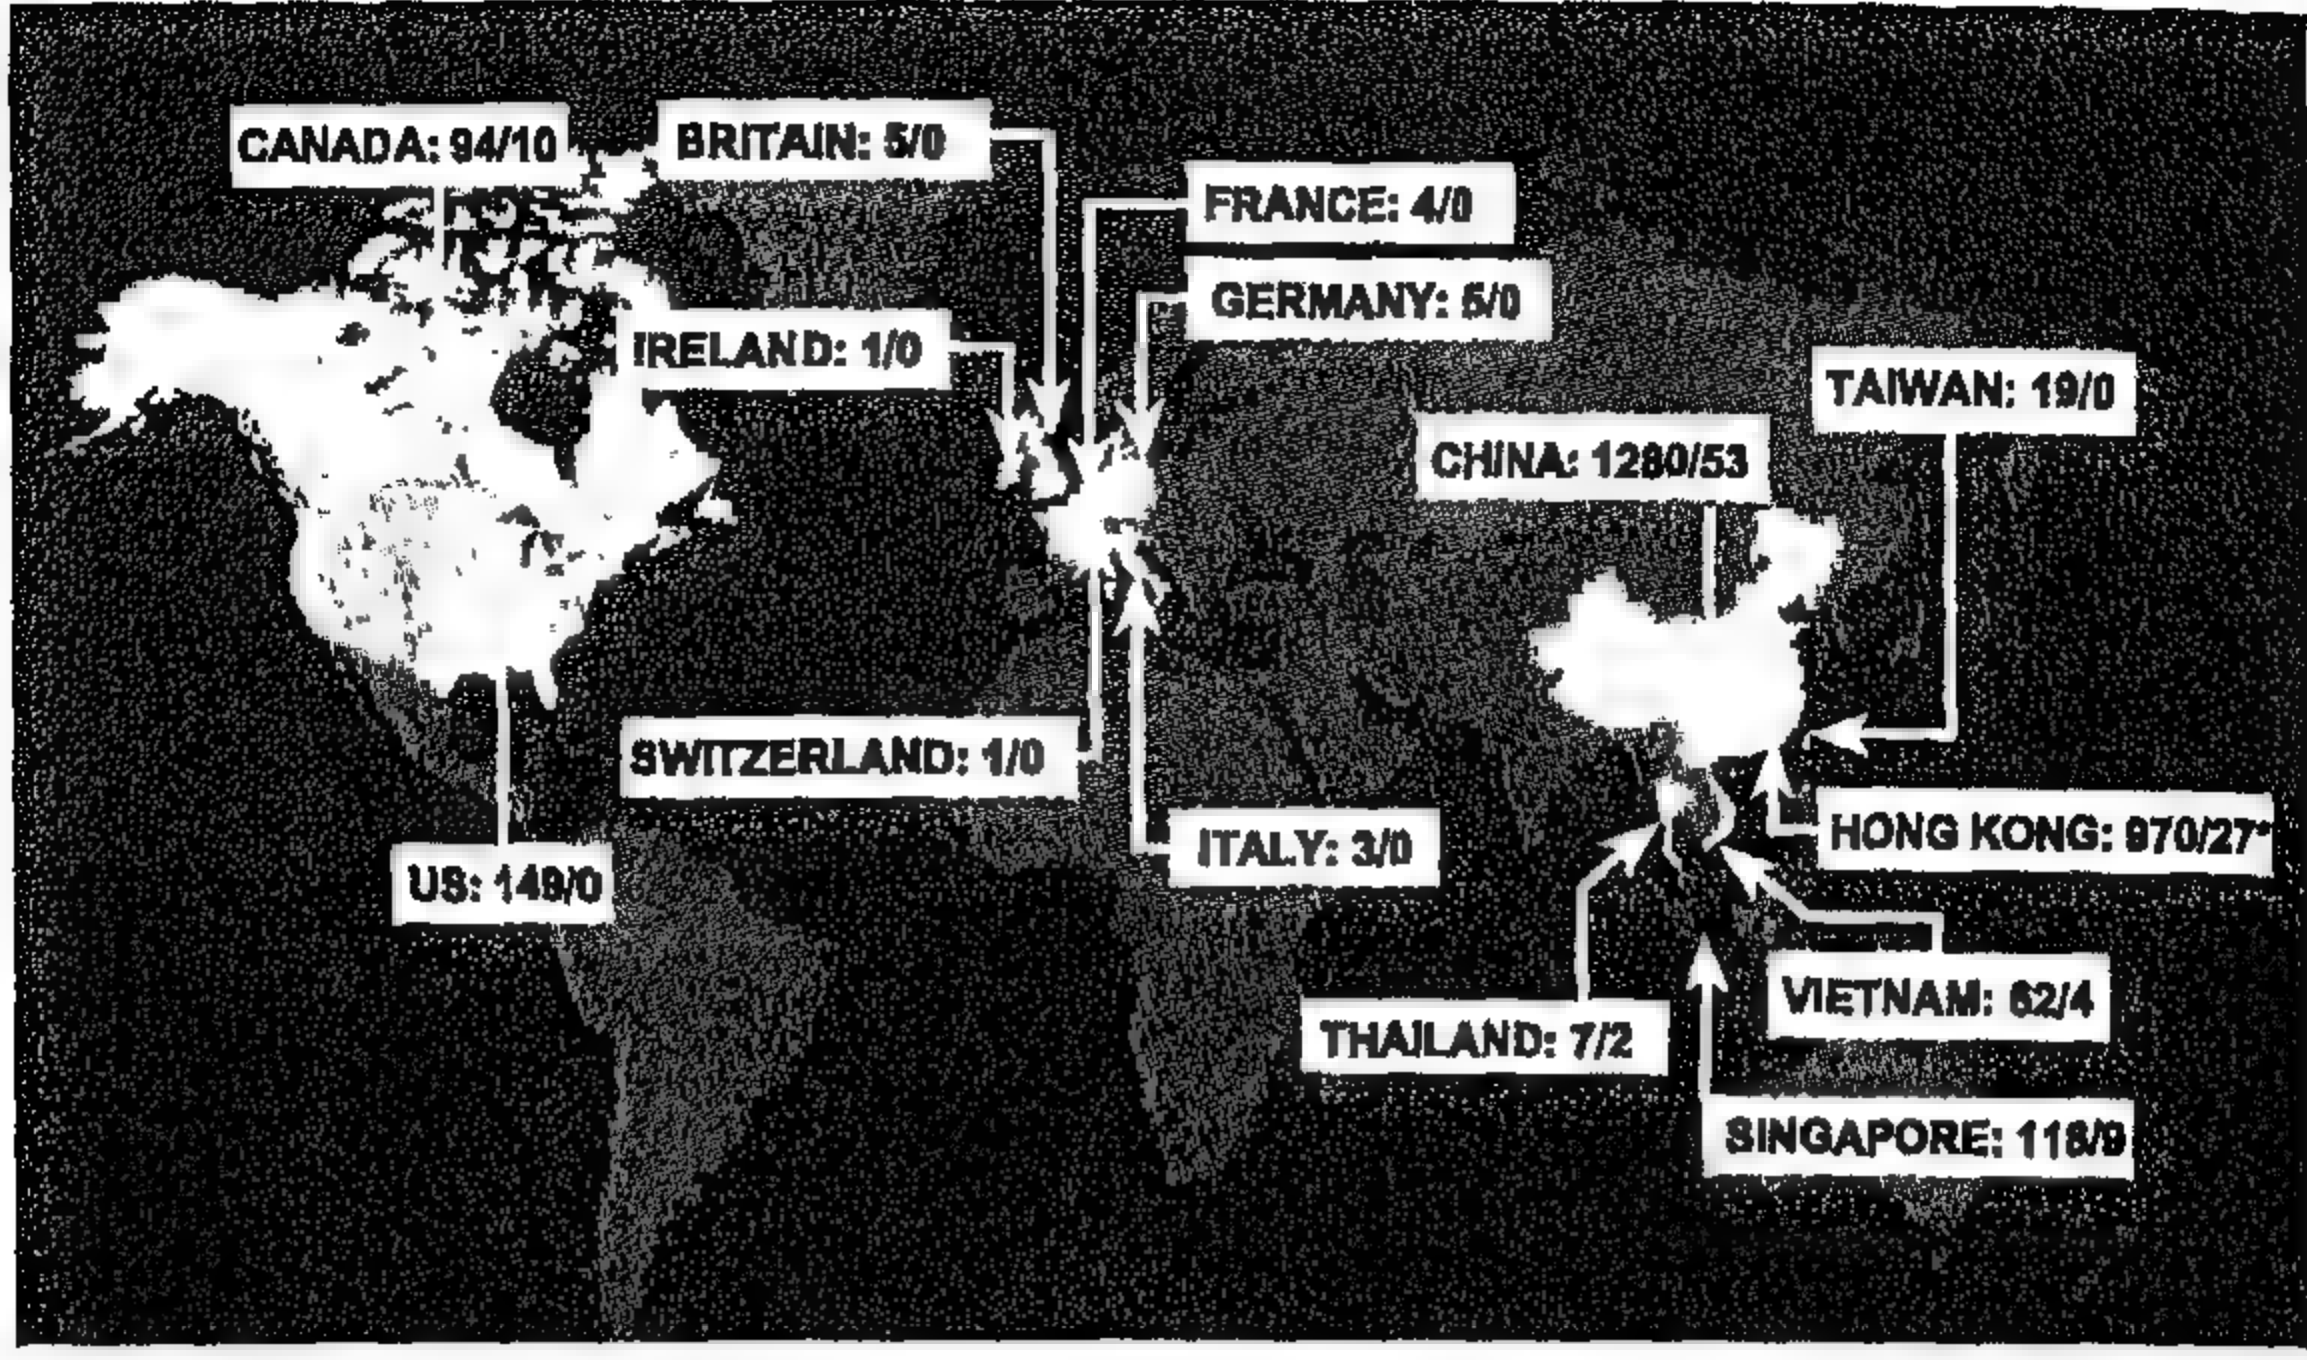 CANADA: 94/10
BRITAIN: 5/0
FRANCE: 4/0
GERMANY: 5/0
IRELAND: 1/0
TAIWAN: 19/0
CHINA: 1280/53
SWITZERLAND: 1/0
HONG KONG: 970/27*
ITALY: 3/0
US: 149/0
VIETNAM: 62/4
THAILAND: 7/2
SINGAPORE: 118/9